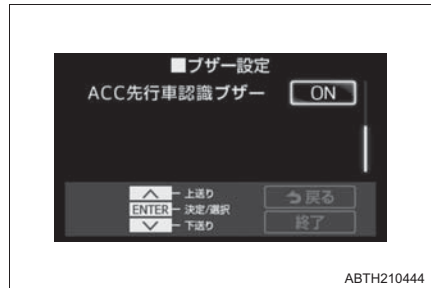 ■ブザー設定
ACC先行車認識ブザー ON
上送り
ENTER 決定/選択
下送り
戻る
終了
ABTH210444